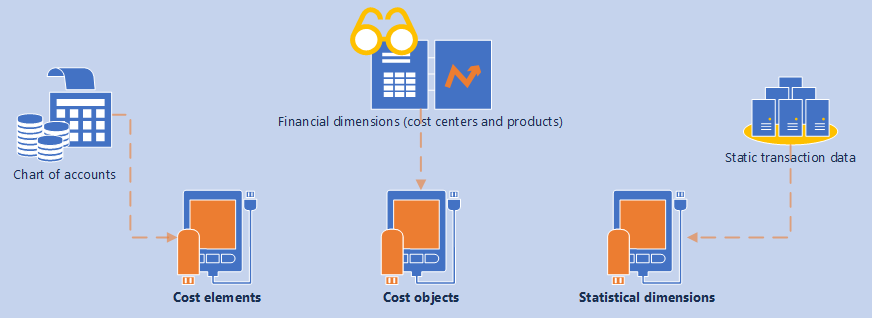 Financial dimensions (cost centers and products)
Static transaction data
Chart of accounts
Cost elements
Cost objects
Statistical dimensions